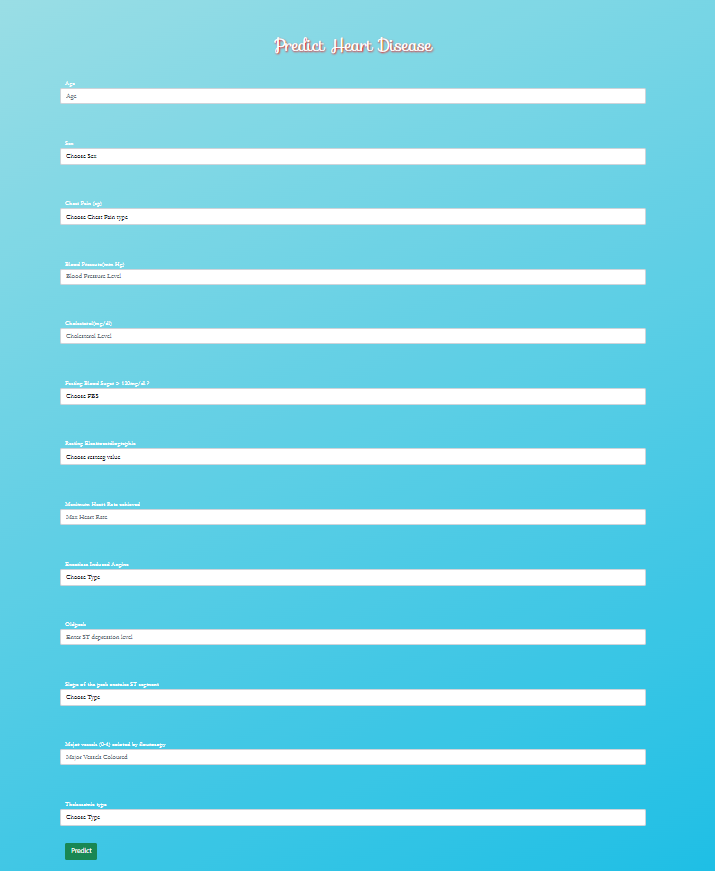 Predict Heart Disease
Age
Age
Sex
Choose Sex
Chest Pain (cp)
Choose Chest Pain type
Blood Pressure(mm Hg)
Blood Pressure Level
Cholesterol(mg/dl)
Cholesterol Level
Fasting Blood Sugar > 120mg/dl ?
Choose FBS
Resting Electrocardiographic
Choose restecg value
Maximum Heart Rate achieved
Max Heart Rate
Exercise Induced Angina
Choose Type
Oldpeak
Enter ST depression level
Slope of the peak exercise ST segment
Choose Type
Major vessels (0-4) colored by
Major Vessels Coloured
type
Choose Type
Predict